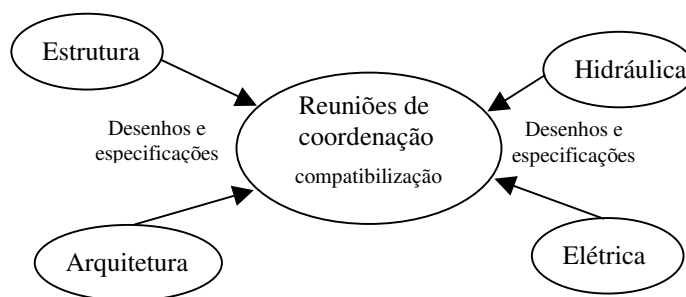 Estrutura
Hidráulica
Reuniões de
coordenação
compatibilização
Desenhos e
especificações
Desenhos e
especificações
Arquitetura
Elétrica